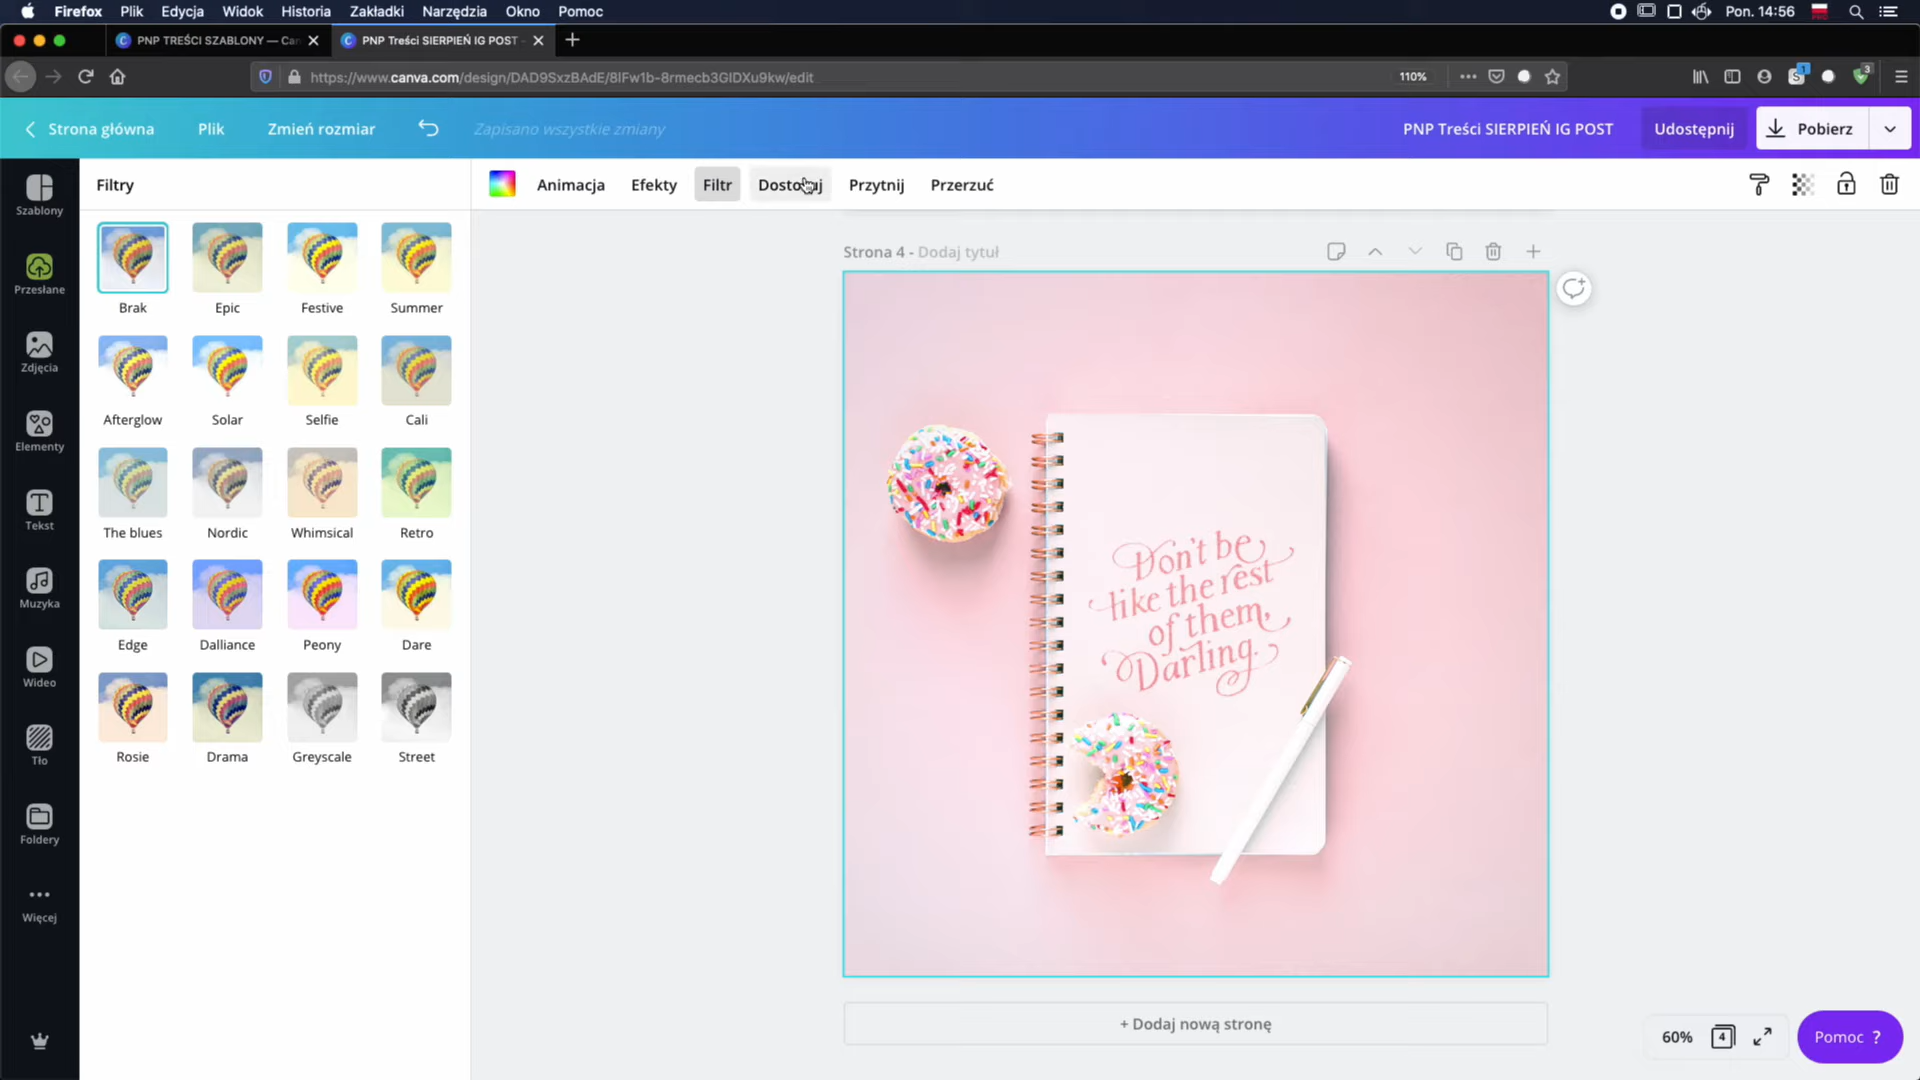 Firefox Plik Edycja Widok Historia Zakładki Narzędzia Okno Pomoc
Pon. 14:56
PNP TREŚCI SZABLONY — Ca
PNP Treści SIERPIEŃ IG POST
https://www.canva.com/design/DAD9SxzBAdE/8IFw1b-8rmecb3GIDXu9kw/edit
110%
1
3
Strona główna
Plik
Zmień rozmiar
Zapisano wszystkie zmiany
PNP Treści SIERPIEŃ IG POST
Udostępnij
Pobierz
Filtry
Animacja
Efekty
Filtr
Przytnij
Przerzuć
Szablony
Przesłane
Zdjęcia
Elementy
Tekst
Muzyka
Wideo
Tło
Foldery
Więcej
Brak
Epic
Festive
Summer
Afterglow
Solar
Selfie
Cali
The blues
Nordic
Whimsical
Retro
Edge
Dalliance
Peony
Dare
Rosie
Drama
Greyscale
Street
Strona 4 - Dodaj tytuł
Don't be
like the rest
of them,
Darling.
+ Dodaj nową stronę
60%
4
Pomoc ?